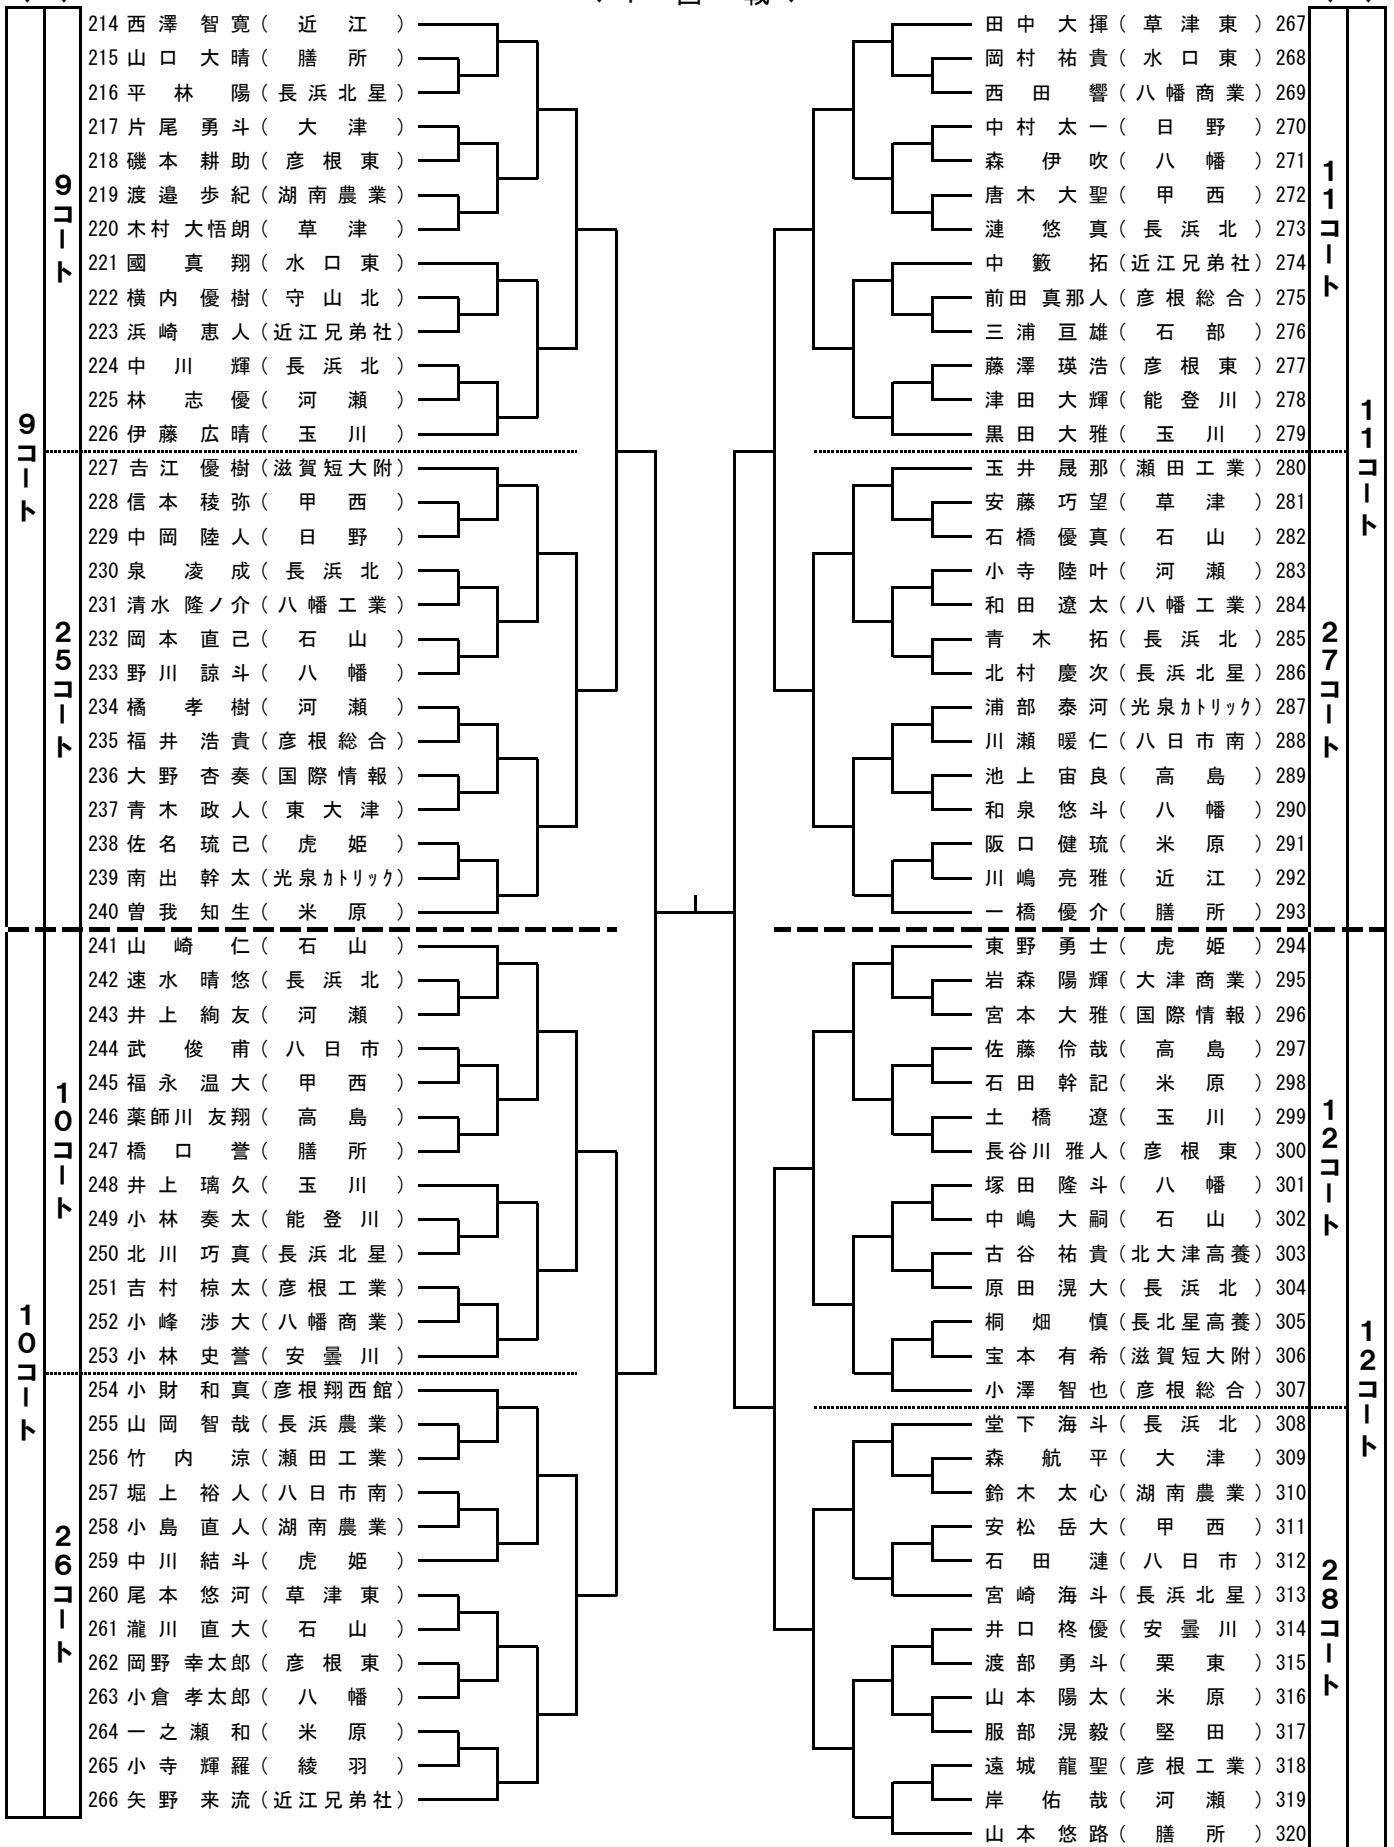 214 西澤 智寛 ( 近江 )
215 山口 大晴 ( 膳所 )
216 平林 陽 ( 長浜北星 )
217 片尾 勇斗 ( 大津 )
218 磯本 耕助 ( 彦根東 )
219 渡邉 歩紀 ( 湖南農業 )
220 木村 大悟朗 ( 草津 )
221 國 真翔 ( 水口東 )
222 横内 優樹 ( 守山北 )
223 浜崎 恵人 (近江兄弟社)
224 中川 輝 ( 長浜北 )
225 林 志優 ( 河瀬 )
226 伊藤 広晴 ( 玉川 )
227 吉江 優樹 (滋賀短大附)
228 信本 稜弥 ( 甲西 )
229 中岡 陸人 ( 日野 )
230 泉 凌成 ( 長浜北 )
231 清水 隆ノ介 ( 八幡工業 )
232 岡本 直己 ( 石山 )
233 野川 諒斗 ( 八幡 )
234 橘 孝樹 ( 河瀬 )
235 福井 浩貴 ( 彦根総合 )
236 大野 杏奏 ( 国際情報 )
237 青木 政人 ( 東大津 )
238 佐名 琉己 ( 虎姫 )
239 南出 幹太 (光泉カトリック)
240 曽我 知生 ( 米原 )
241 山崎 仁 ( 石山 )
242 速水 晴悠 ( 長浜北 )
243 井上 絢友 ( 河瀬 )
244 武 俊甫 ( 八日市 )
245 福永 温大 ( 甲西 )
246 薬師川 友翔 ( 高島 )
247 橋口 誉 ( 膳所 )
248 井上 璃久 ( 玉川 )
249 小林 奏太 ( 能登川 )
250 北川 巧真 ( 長浜北星 )
251 吉村 椋太 ( 彦根工業 )
252 小峰 渉大 ( 八幡商業 )
253 小林 史誉 ( 安曇川 )
254 小財 和真 (彦根翔西館)
255 山岡 智哉 ( 長浜農業 )
256 竹内 涼 ( 瀬田工業 )
257 堀上 裕人 ( 八日市南 )
258 小島 直人 ( 湖南農業 )
259 中川 結斗 ( 虎姫 )
260 尾本 悠河 ( 草津東 )
261 瀧川 直大 ( 石山 )
262 岡野 幸太郎 ( 彦根東 )
263 小倉 孝太郎 ( 八幡 )
264 一之瀬 和 ( 米原 )
265 小寺 輝羅 ( 綾羽 )
266 矢野 来流 (近江兄弟社)
9コート
9コート
25コート
10コート
10コート
26コート
田中 大揮 ( 草津東 ) 267
岡村 祐貴 ( 水口東 ) 268
西田 響 ( 八幡商業 ) 269
中村 太一 ( 日野 ) 270
森 伊吹 ( 八幡 ) 271
唐木 大聖 ( 甲西 ) 272
漣 悠真 ( 長浜北 ) 273
中籔 拓 (近江兄弟社) 274
前田 真那人 ( 彦根総合 ) 275
三浦 亘雄 ( 石部 ) 276
藤澤 瑛浩 ( 彦根東 ) 277
津田 大輝 ( 能登川 ) 278
黒田 大雅 ( 玉川 ) 279
玉井 晟那 ( 瀬田工業 ) 280
安藤 巧望 ( 草津 ) 281
石橋 優真 ( 石山 ) 282
小寺 陸叶 ( 河瀬 ) 283
和田 遼太 ( 八幡工業 ) 284
青木 拓 ( 長浜北 ) 285
北村 慶次 ( 長浜北星 ) 286
浦部 泰河 (光泉カトリック) 287
川瀬 暖仁 ( 八日市南 ) 288
池上 宙良 ( 高島 ) 289
和泉 悠斗 ( 八幡 ) 290
阪口 健琉 ( 米原 ) 291
川嶋 亮雅 ( 近江 ) 292
一橋 優介 ( 膳所 ) 293
東野 勇士 ( 虎姫 ) 294
岩森 陽輝 ( 大津商業 ) 295
宮本 大雅 ( 国際情報 ) 296
佐藤 伶哉 ( 高島 ) 297
石田 幹記 ( 米原 ) 298
土橋 遼 ( 玉川 ) 299
長谷川 雅人 ( 彦根東 ) 300
塚田 隆斗 ( 八幡 ) 301
中嶋 大嗣 ( 石山 ) 302
古谷 祐貴 (北大津高養) 303
原田 滉大 ( 長浜北 ) 304
桐畑 慎 (長北星高養) 305
宝本 有希 (滋賀短大附) 306
小澤 智也 ( 彦根総合 ) 307
堂下 海斗 ( 長浜北 ) 308
森 航平 ( 大津 ) 309
鈴木 太心 ( 湖南農業 ) 310
安松 岳大 ( 甲西 ) 311
石田 漣 ( 八日市 ) 312
宮崎 海斗 ( 長浜北星 ) 313
井口 柊優 ( 安曇川 ) 314
渡部 勇斗 ( 栗東 ) 315
山本 陽太 ( 米原 ) 316
服部 滉毅 ( 堅田 ) 317
遠城 龍聖 ( 彦根工業 ) 318
岸 佑哉 ( 河瀬 ) 319
山本 悠路 ( 膳所 ) 320
11コート
11コート
27コート
12コート
12コート
28コート